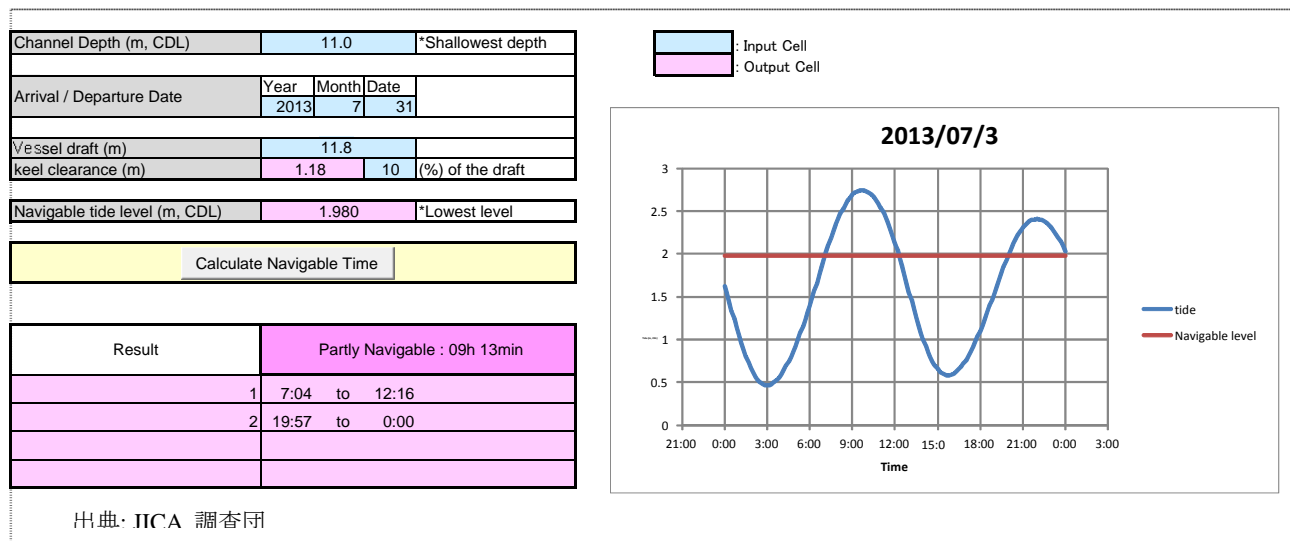 Channel Depth (m, CDL) 11.0 *Shallowest depth
Year Month Date
Arrival / Departure Date
2013 7 31
Vessel draft (m) 11.8
keel clearance (m) 1.18 10 (%) of the draft
Navigable tide level (m, CDL) 1.980 *Lowest level
Calculate Navigable Time
Result Partly Navigable : 09h 13min
1 7:04 to 12:16
2 19:57 to 0:00
出典: JICA 調査団
: Input Cell
: Output Cell
2013/07/3
3
2.5
2
1.5
1
0.5
0
21:00 0:00 3:00 6:00 9:00 12:00 15:0 18:00 21:00 0:00 3:00
Time
tide
Navigable level